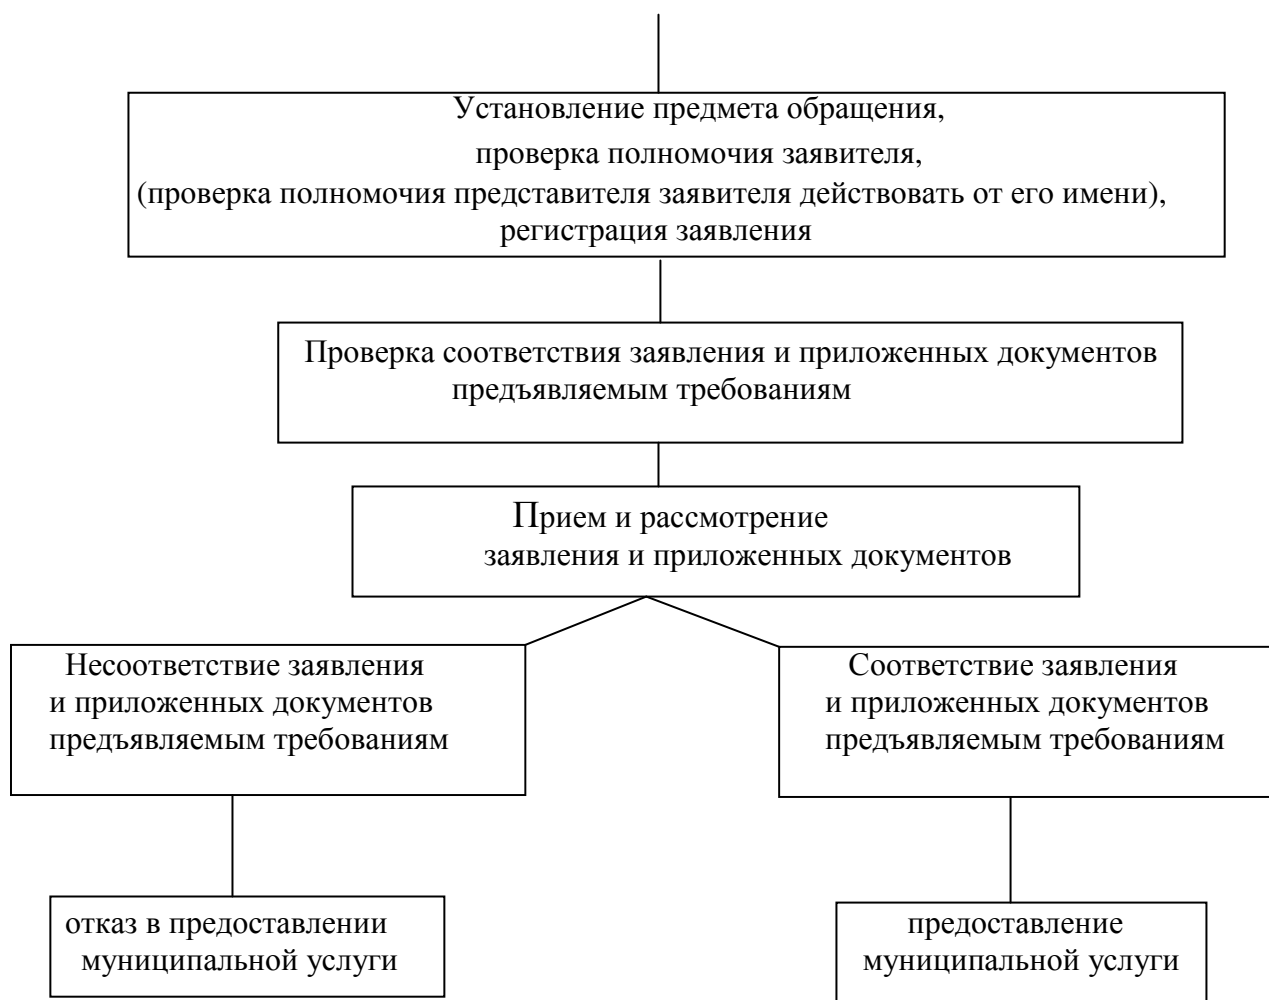 Установление предмета обращения,
проверка полномочия заявителя,
(проверка полномочия представителя заявителя действовать от его имени),
регистрация заявления
Проверка соответствия заявления и приложенных документов
предъявляемым требованиям
Прием и рассмотрение
заявления и приложенных документов
Несоответствие заявления
и приложенных документов
предъявляемым требованиям
Соответствие заявления
и приложенных документов
предъявляемым требованиям
отказ в предоставлении
муниципальной услуги
предоставление
муниципальной услуги